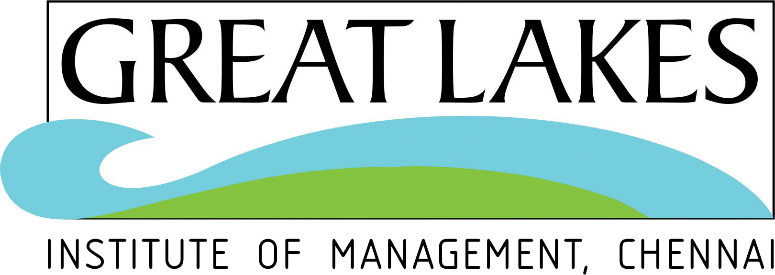 GREAT LAKES
INSTITUTE OF MANAGEMENT, CHENNAI